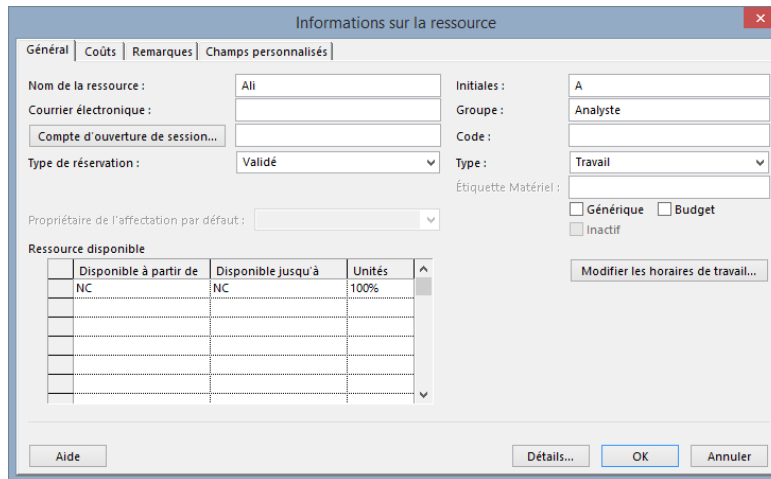 Informations sur la ressource
Général Coûts Remarques Champs personnalisés
Nom de la ressource : Ali Initiales : A
Courrier électronique : Groupe : Analyste
Compte d'ouverture de session... Code :
Type de réservation : Validé Type : Travail
Étiquette Matériel :
Générique Budget
Propriétaire de l'affectation par défaut :
Inactif
Ressource disponible
Disponible à partir de Disponible jusqu'à Unités
Modifier les horaires de travail...
NC NC 100%
Aide Détails... OK Annuler